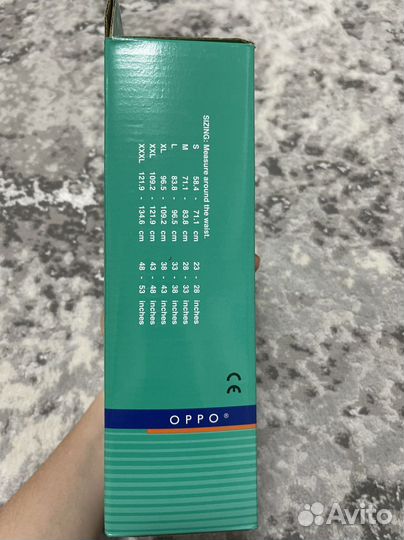 SIZING: Measure around the waist.
S 58.4 - 71.1 cm 23 - 28 inches
M 71.1 - 83.8 cm 28 - 33 inches
L 83.8 - 96.5 cm 33 - 38 inches
XL 96.5 - 109.2 cm 38 - 43 inches
XXL 109.2 - 121.9 cm 43 - 48 inches
XXXL 121.9 - 134.6 cm 48 - 53 inches
CE
OPPO®
Avito